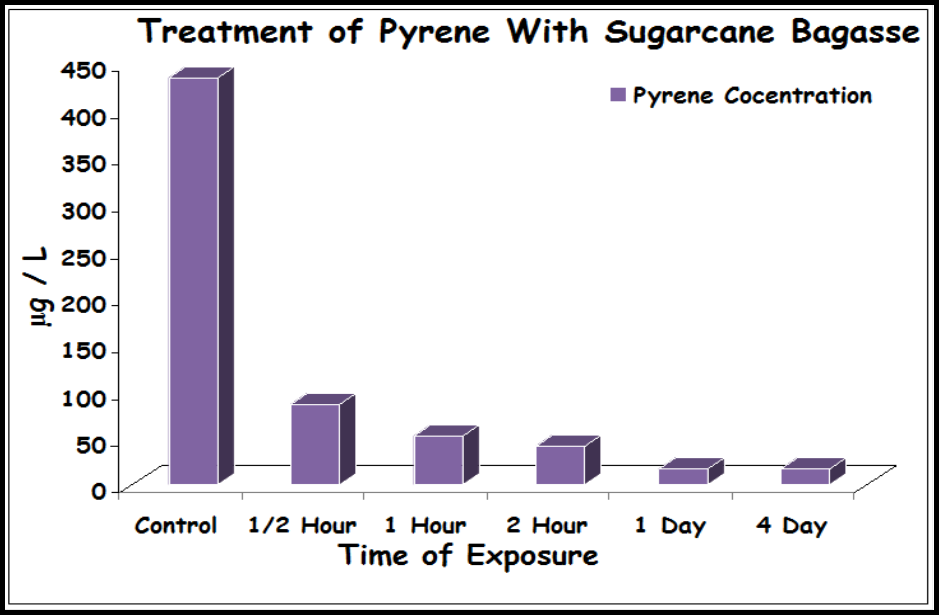 Treatment of Pyrene With Sugarcane Bagasse
Pyrene Cocentration
450
400
350
300
250
200
150
100
50
0
µg / L
Control 1/2 Hour 1 Hour 2 Hour 1 Day 4 Day
Time of Exposure